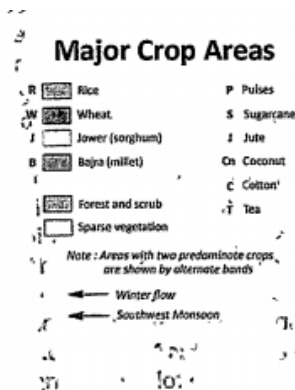 Major Crop Areas
R Rice
W Wheat
J Jower (sorghum)
B Bajra (millet)
Forest and scrub
Sparse vegetation
P Pulses
S Sugarcane
J Jute
Cn Coconut
C Cotton
T Tea
Note : Areas with two predominate crops
are shown by alternate bands
Winter flow
Southwest Monsoon